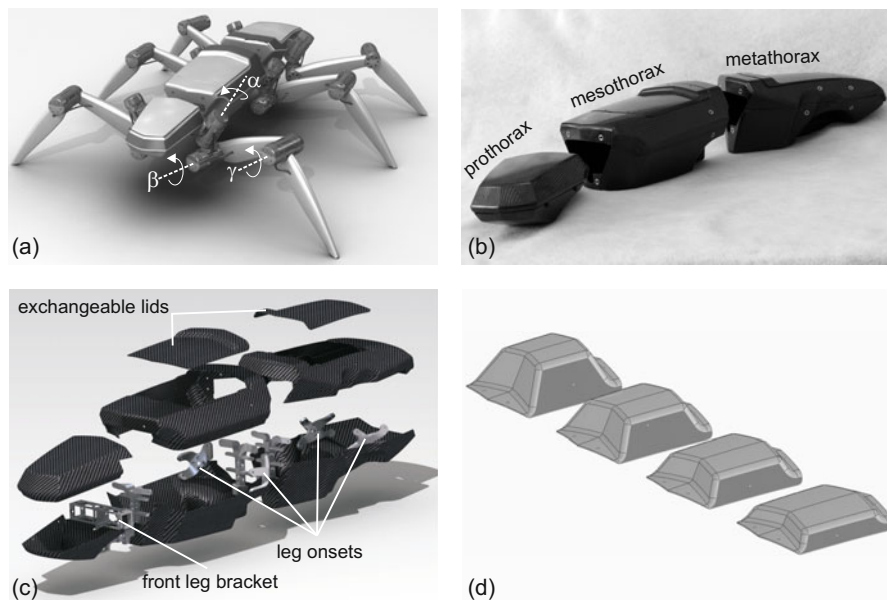 α
β
γ
(a)
prothorax
mesothorax
metathorax
(b)
exchangeable lids
leg onsets
front leg bracket
(c)
(d)